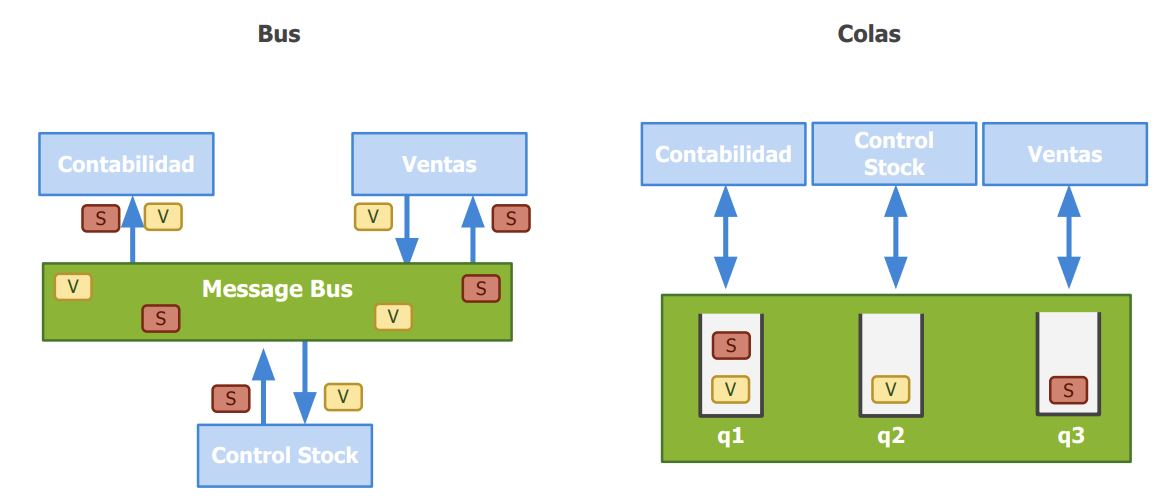 Bus
Contabilidad
Ventas
S
V
V
S
V
Message Bus
S
S
V
S
V
Control Stock
Colas
Contabilidad
Control
Stock
Ventas
S
V
V
S
q1
q2
q3